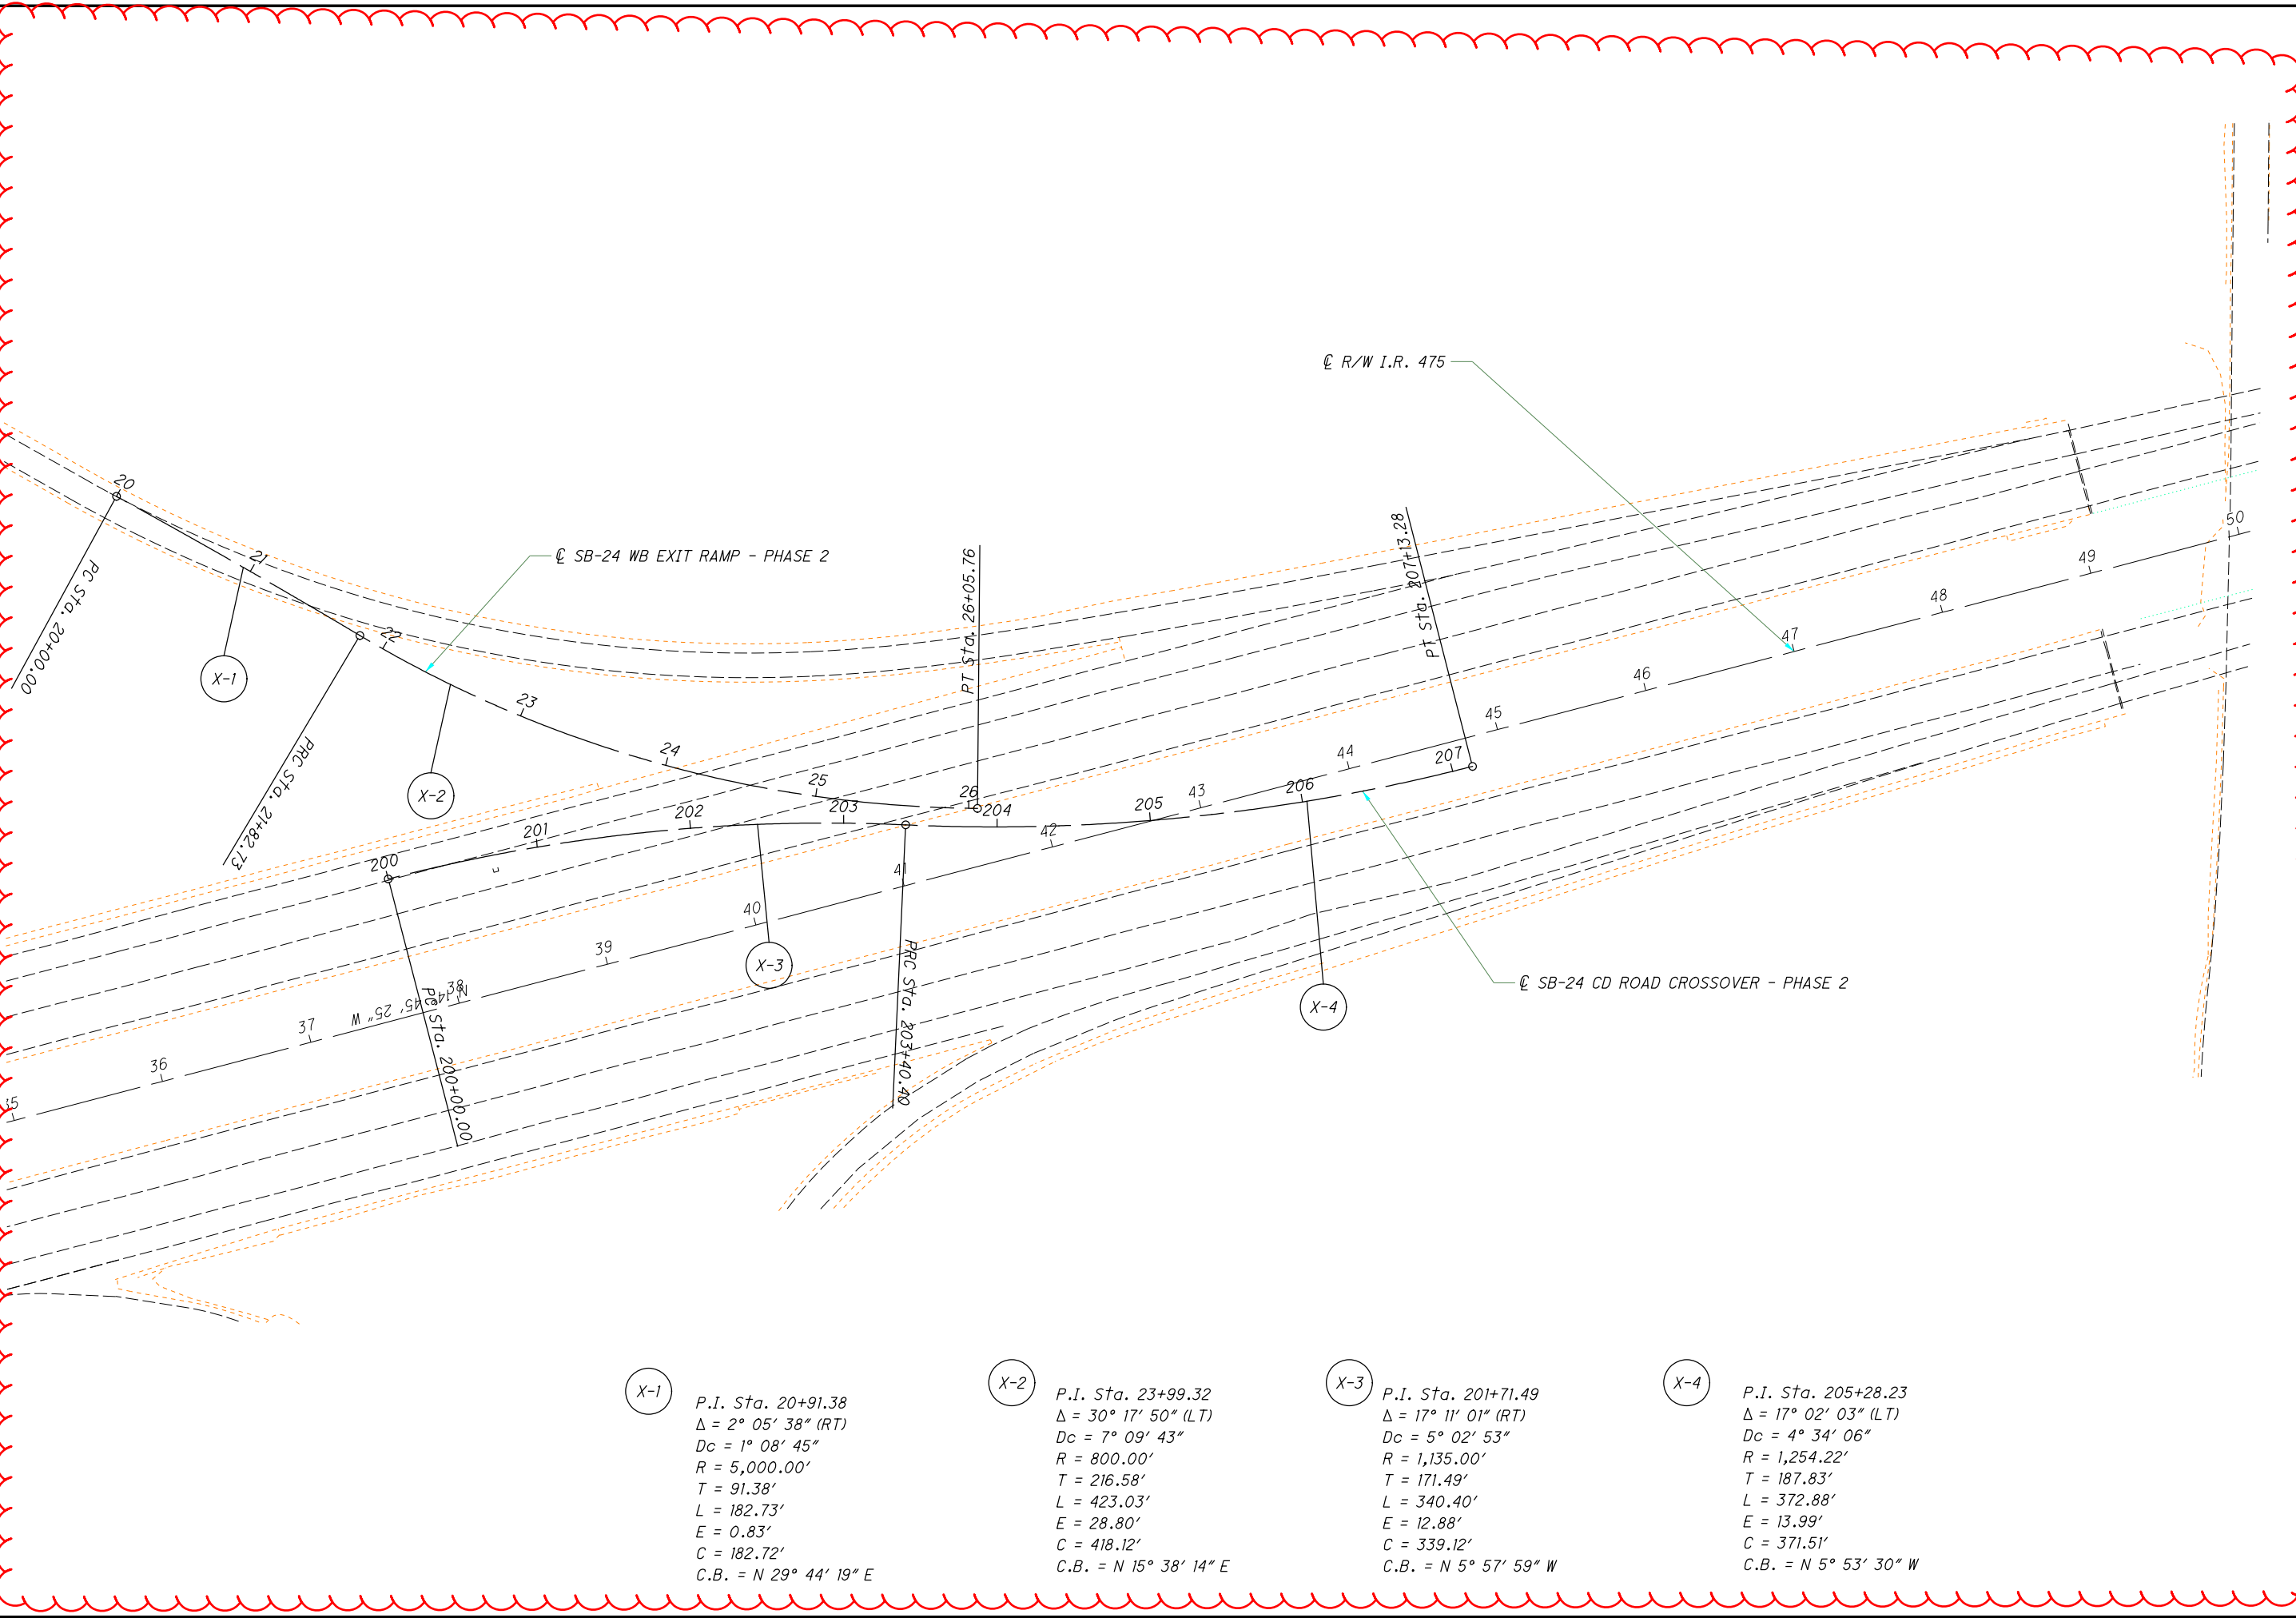 ℄ R/W I.R. 475
20
21
22
23
24
25
26
PC Sta. 20+00.00
X-1
℄ SB-24 WB EXIT RAMP - PHASE 2
PRC Sta. 21+82.73
X-2
PT Sta. 26+05.76
PT Sta. 207+13.28
200
201
202
203
204
205
206
207
50
49
48
47
46
45
44
43
42
41
40
39
38
37
36
35
N 14° 45' 25" W
PC Sta. 200+00.00
X-3
PRC Sta. 203+40.40
X-4
℄ SB-24 CD ROAD CROSSOVER - PHASE 2
X-1
P.I. Sta. 20+91.38
Δ = 2° 05' 38" (RT)
Dc = 1° 08' 45"
R = 5,000.00'
T = 91.38'
L = 182.73'
E = 0.83'
C = 182.72'
C.B. = N 29° 44' 19" E
X-2
P.I. Sta. 23+99.32
Δ = 30° 17' 50" (LT)
Dc = 7° 09' 43"
R = 800.00'
T = 216.58'
L = 423.03'
E = 28.80'
C = 418.12'
C.B. = N 15° 38' 14" E
X-3
P.I. Sta. 201+71.49
Δ = 17° 11' 01" (RT)
Dc = 5° 02' 53"
R = 1,135.00'
T = 171.49'
L = 340.40'
E = 12.88'
C = 339.12'
C.B. = N 5° 57' 59" W
X-4
P.I. Sta. 205+28.23
Δ = 17° 02' 03" (LT)
Dc = 4° 34' 06"
R = 1,254.22'
T = 187.83'
L = 372.88'
E = 13.99'
C = 371.51'
C.B. = N 5° 53' 30" W